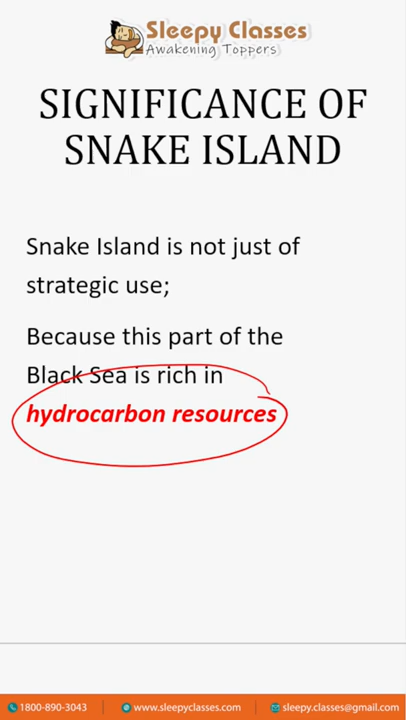 Sleepy Classes
Awakening Toppers
SIGNIFICANCE OF
SNAKE ISLAND
Snake Island is not just of
strategic use;
Because this part of the
Black Sea is rich in
hydrocarbon resources
1800-890-3043 | www.sleepyclasses.com | sleepy.classes@gmail.com